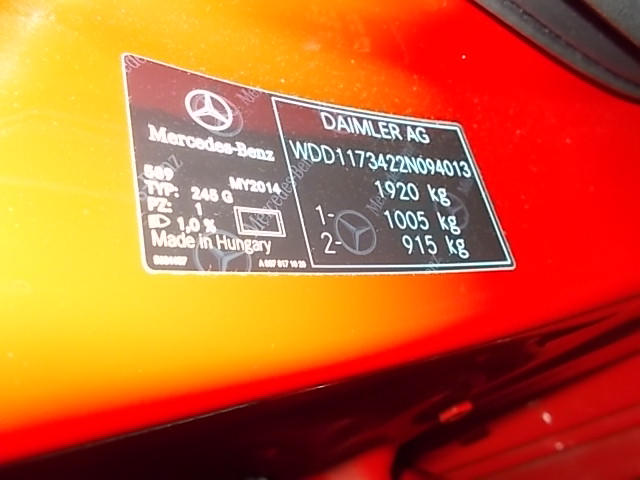 Mercedes-Benz
589
MY2014
TYP: 245 G
PZ: 1
1,0 %
Made in Hungary
DAIMLER AG
WDD1173422N094013
1920 kg
1- 1005 kg
2- 915 kg